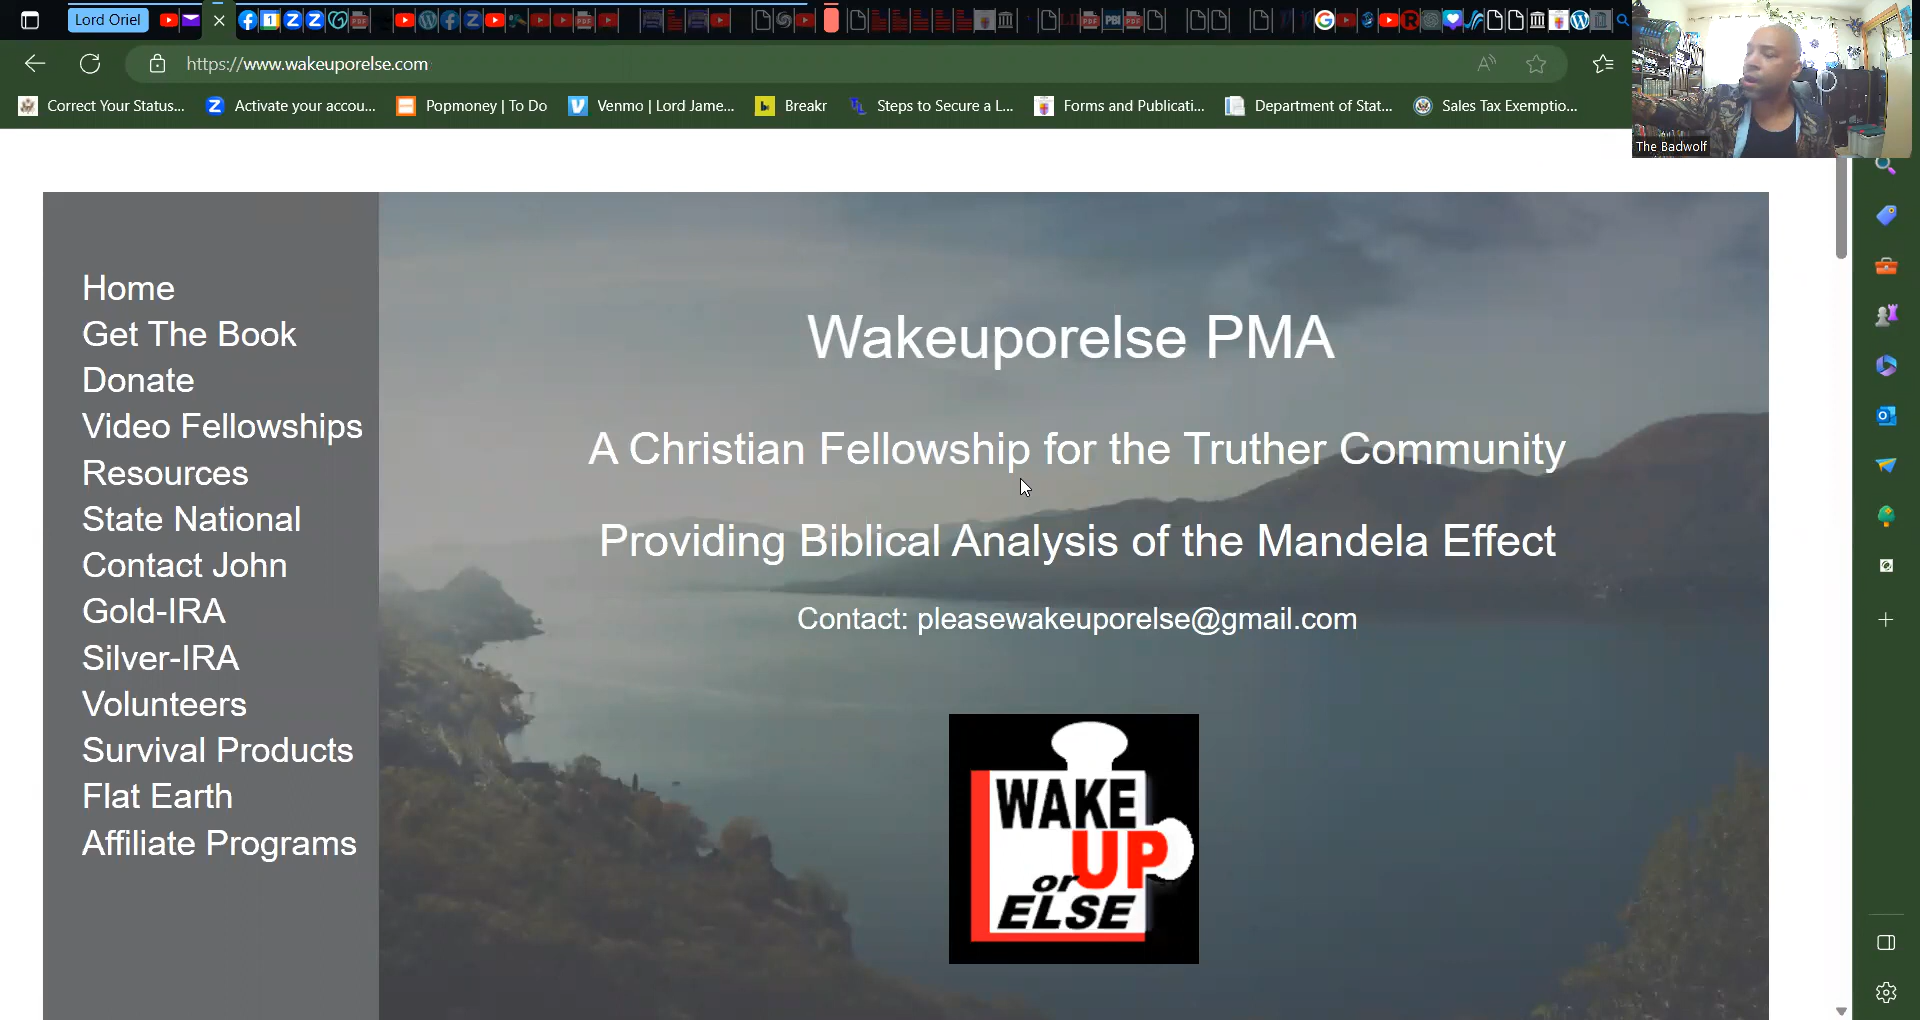 Lord Oriel
https://www.wakeuporelse.com
Correct Your Status...
Activate your accou...
Popmoney | To Do
Venmo | Lord Jame...
Breakr
Steps to Secure a L...
Forms and Publicati...
Department of Stat...
Sales Tax Exemptio...
The Badwolf
Home
Get The Book
Donate
Video Fellowships
Resources
State National
Contact John
Gold-IRA
Silver-IRA
Volunteers
Survival Products
Flat Earth
Affiliate Programs
Wakeuporelse PMA
A Christian Fellowship for the Truther Community
Providing Biblical Analysis of the Mandela Effect
Contact: pleasewakeuporelse@gmail.com
WAKE
UP
or
ELSE